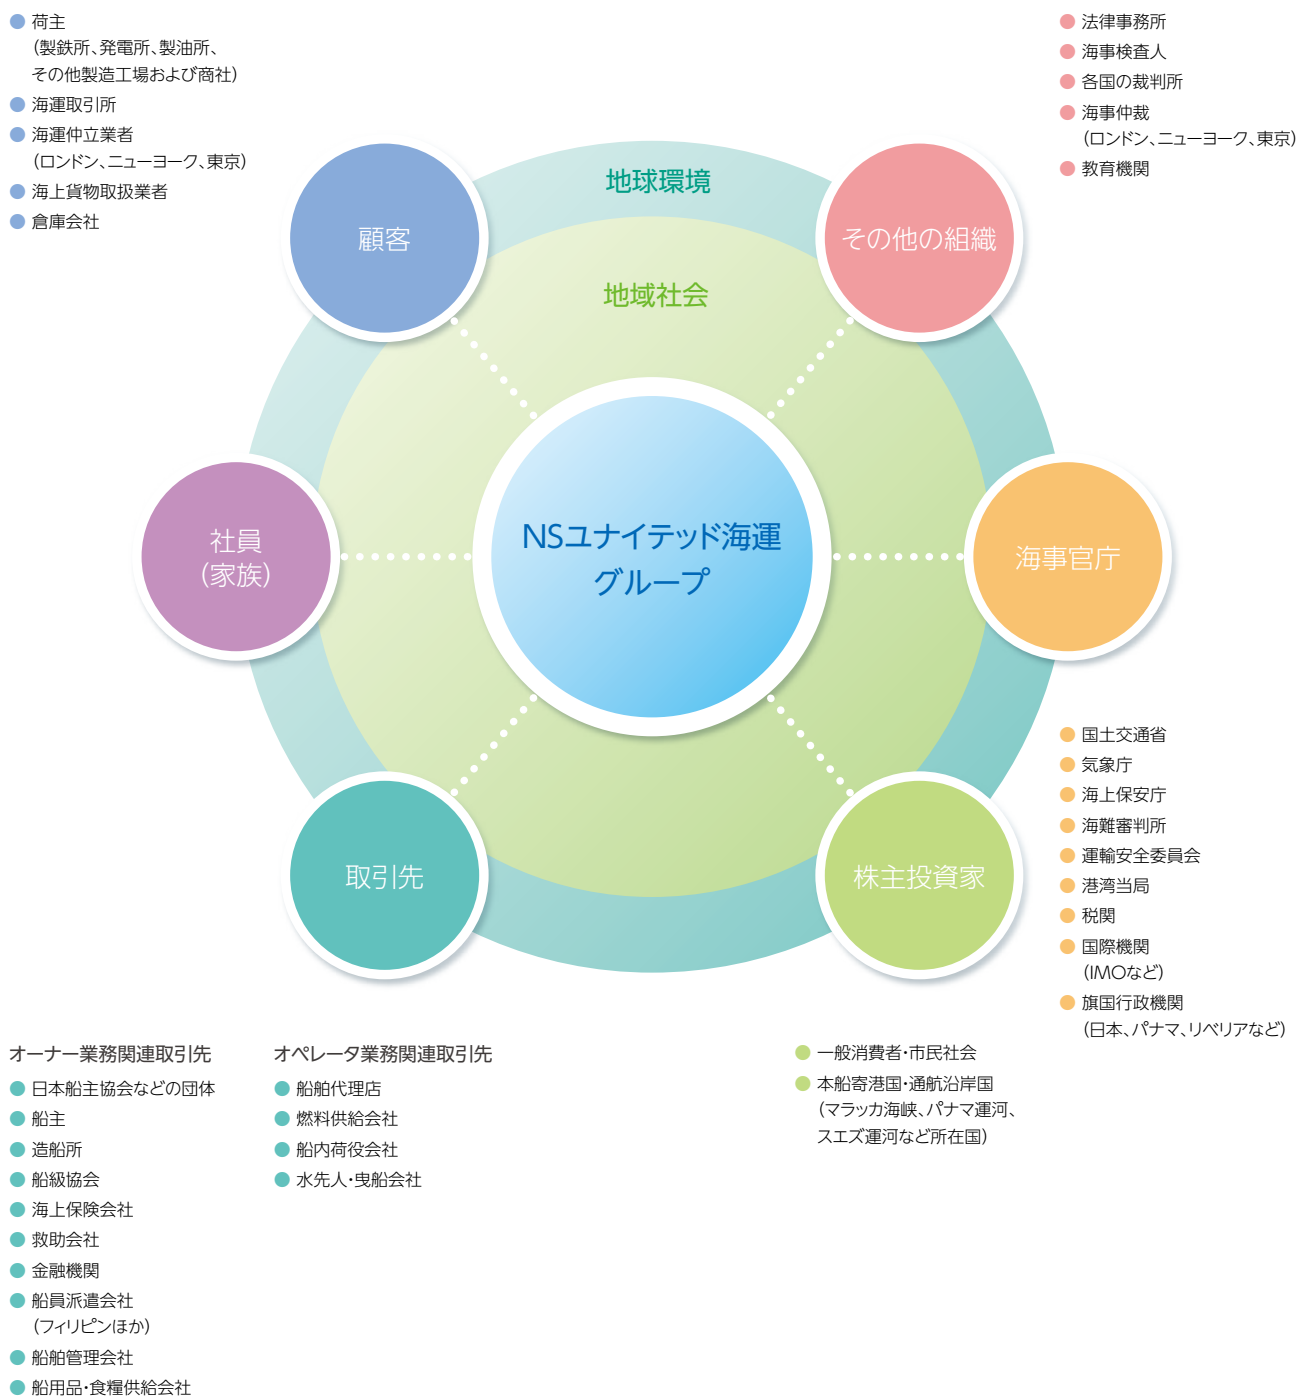 荷主
(製鉄所、発電所、製油所、
その他製造工場および商社)
海運取引所
海運仲立業者
(ロンドン、ニューヨーク、東京)
海上貨物取扱業者
倉庫会社
法律事務所
海事検査人
各国の裁判所
海事仲裁
(ロンドン、ニューヨーク、東京)
教育機関
地球環境
地域社会
顧客
その他の組織
社員
(家族)
NSユナイテッド海運
グループ
海事官庁
取引先
株主投資家
国土交通省
気象庁
海上保安庁
海難審判所
運輸安全委員会
港湾当局
税関
国際機関
(IMOなど)
旗国行政機関
(日本、パナマ、リベリアなど)
オーナー業務関連取引先
日本船主協会などの団体
船主
造船所
船級協会
海上保険会社
救助会社
金融機関
船員派遣会社
(フィリピンほか)
船舶管理会社
船用品・食糧供給会社
オペレータ業務関連取引先
船舶代理店
燃料供給会社
船内荷役会社
水先人・曳船会社
一般消費者・市民社会
本船寄港国・通航沿岸国
(マラッカ海峡、パナマ運河、
スエズ運河など所在国)